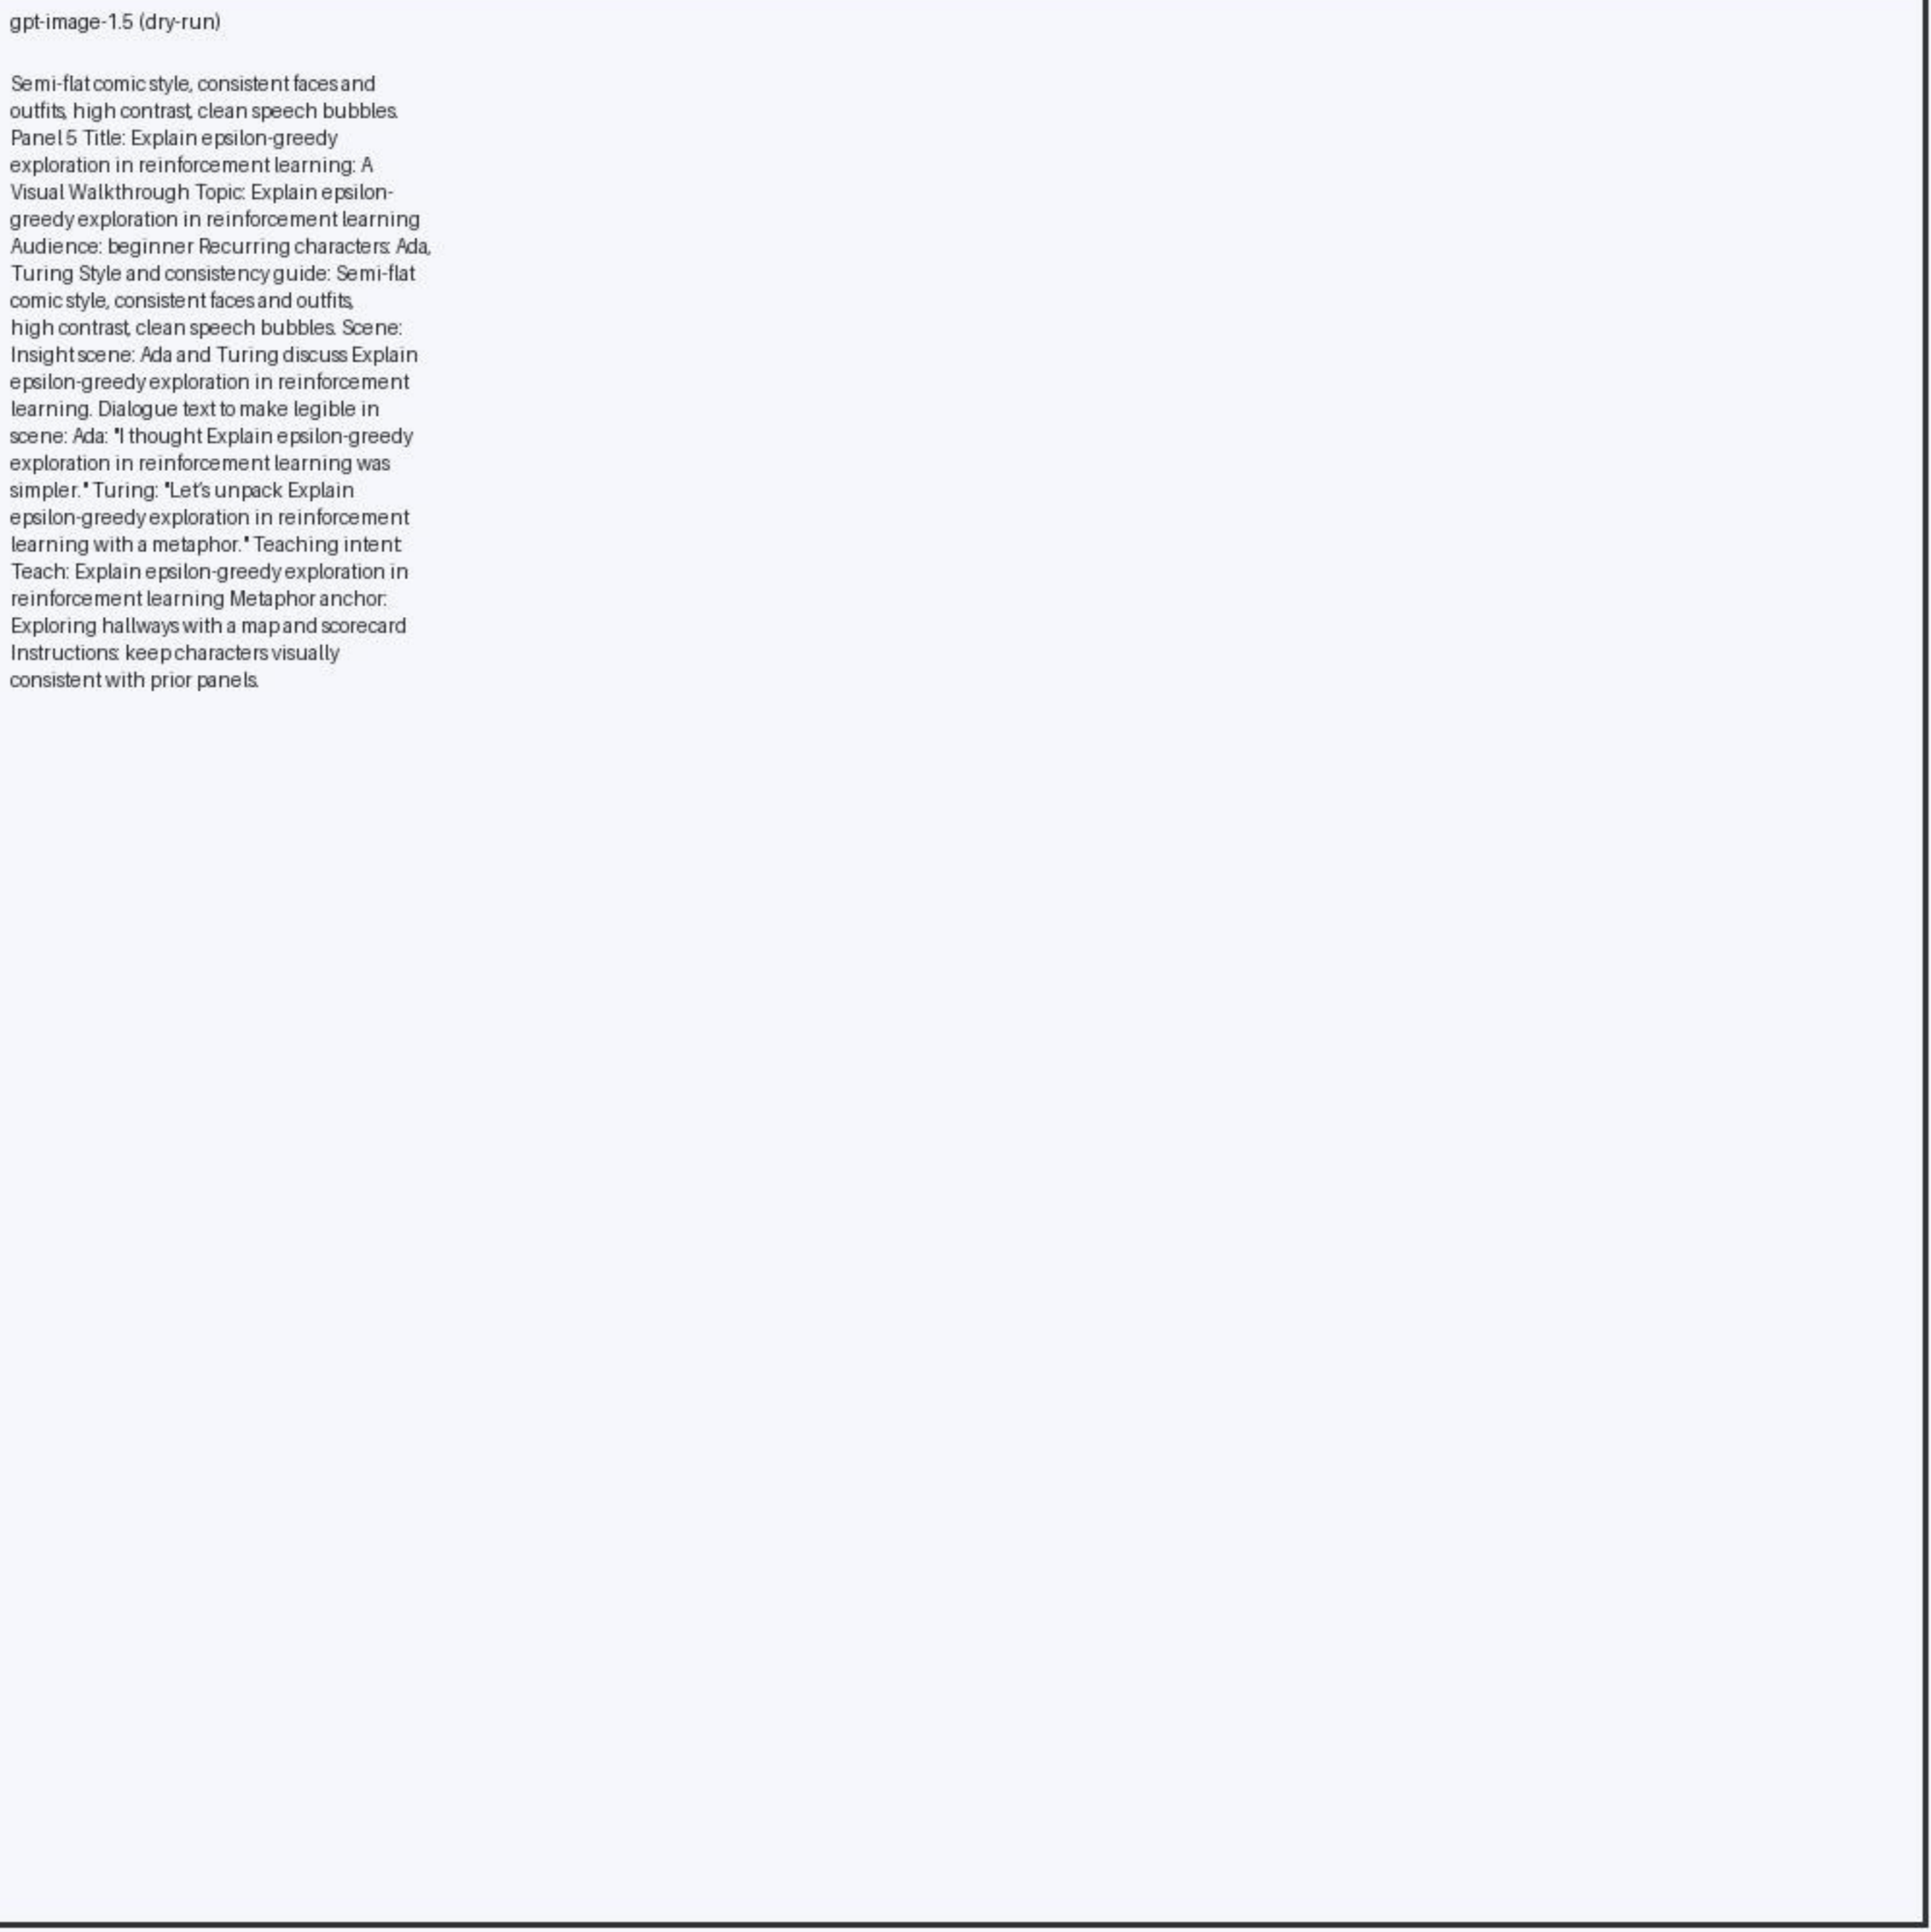 gpt-image-1.5 (dry-run)
Semi-flat comic style, consistent faces and
outfits, high contrast, clean speech bubbles.
Panel 5 Title: Explain epsilon-greedy
exploration in reinforcement learning: A
Visual Walkthrough Topic: Explain epsilon-
greedy exploration in reinforcement learning
Audience: beginner Recurring characters: Ada,
Turing Style and consistency guide: Semi-flat
comic style, consistent faces and outfits,
high contrast, clean speech bubbles. Scene:
Insight scene: Ada and Turing discuss Explain
epsilon-greedy exploration in reinforcement
learning. Dialogue text to make legible in
scene: Ada: "I thought Explain epsilon-greedy
exploration in reinforcement learning was
simpler." Turing: "Let's unpack Explain
epsilon-greedy exploration in reinforcement
learning with a metaphor." Teaching intent:
Teach: Explain epsilon-greedy exploration in
reinforcement learning Metaphor anchor:
Exploring hallways with a map and scorecard
Instructions: keep characters visually
consistent with prior panels.